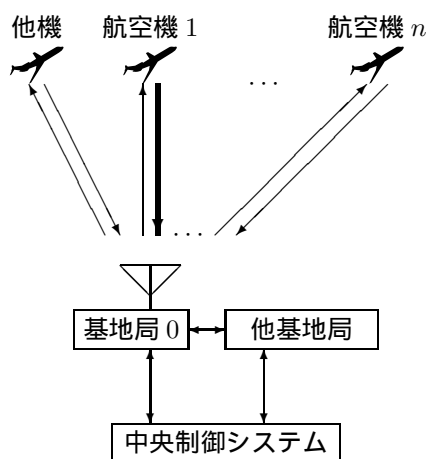 他機 航空機 1 航空機 n
...
...
基地局 0 他基地局
中央制御システム